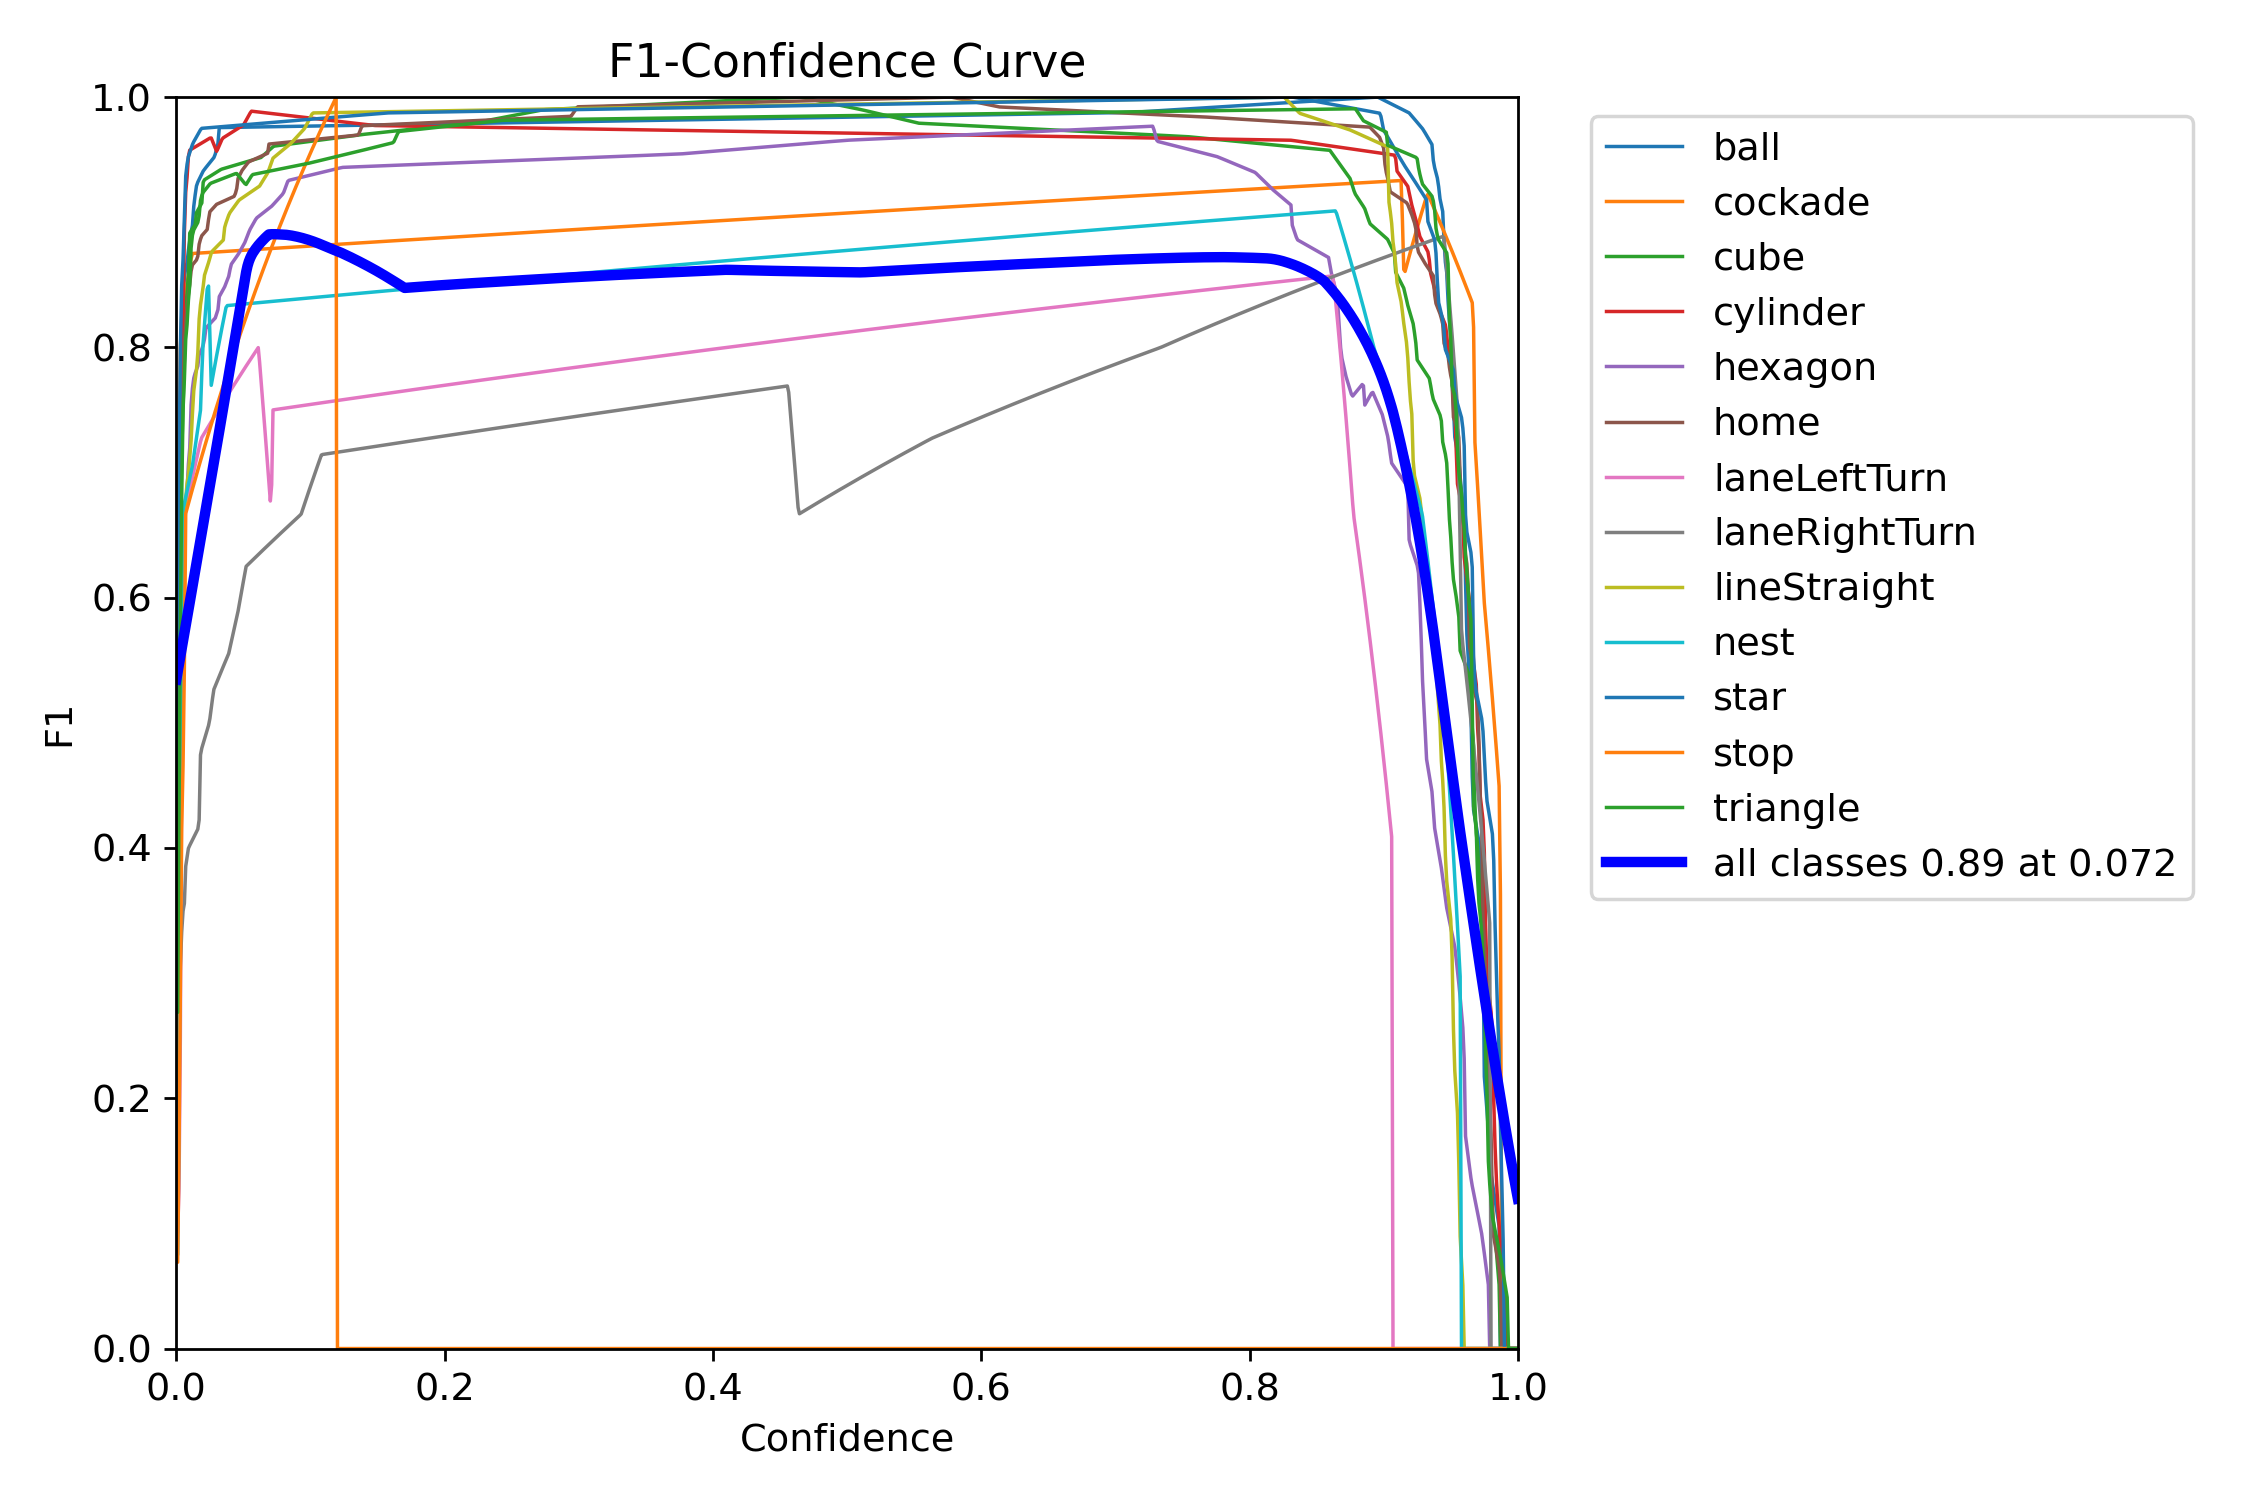 F1-Confidence Curve
1.0
0.8
0.6
0.4
0.2
0.0
F1
0.0 0.2 0.4 0.6 0.8 1.0
Confidence
ball
cockade
cube
cylinder
hexagon
home
laneLeftTurn
laneRightTurn
lineStraight
nest
star
stop
triangle
all classes 0.89 at 0.072